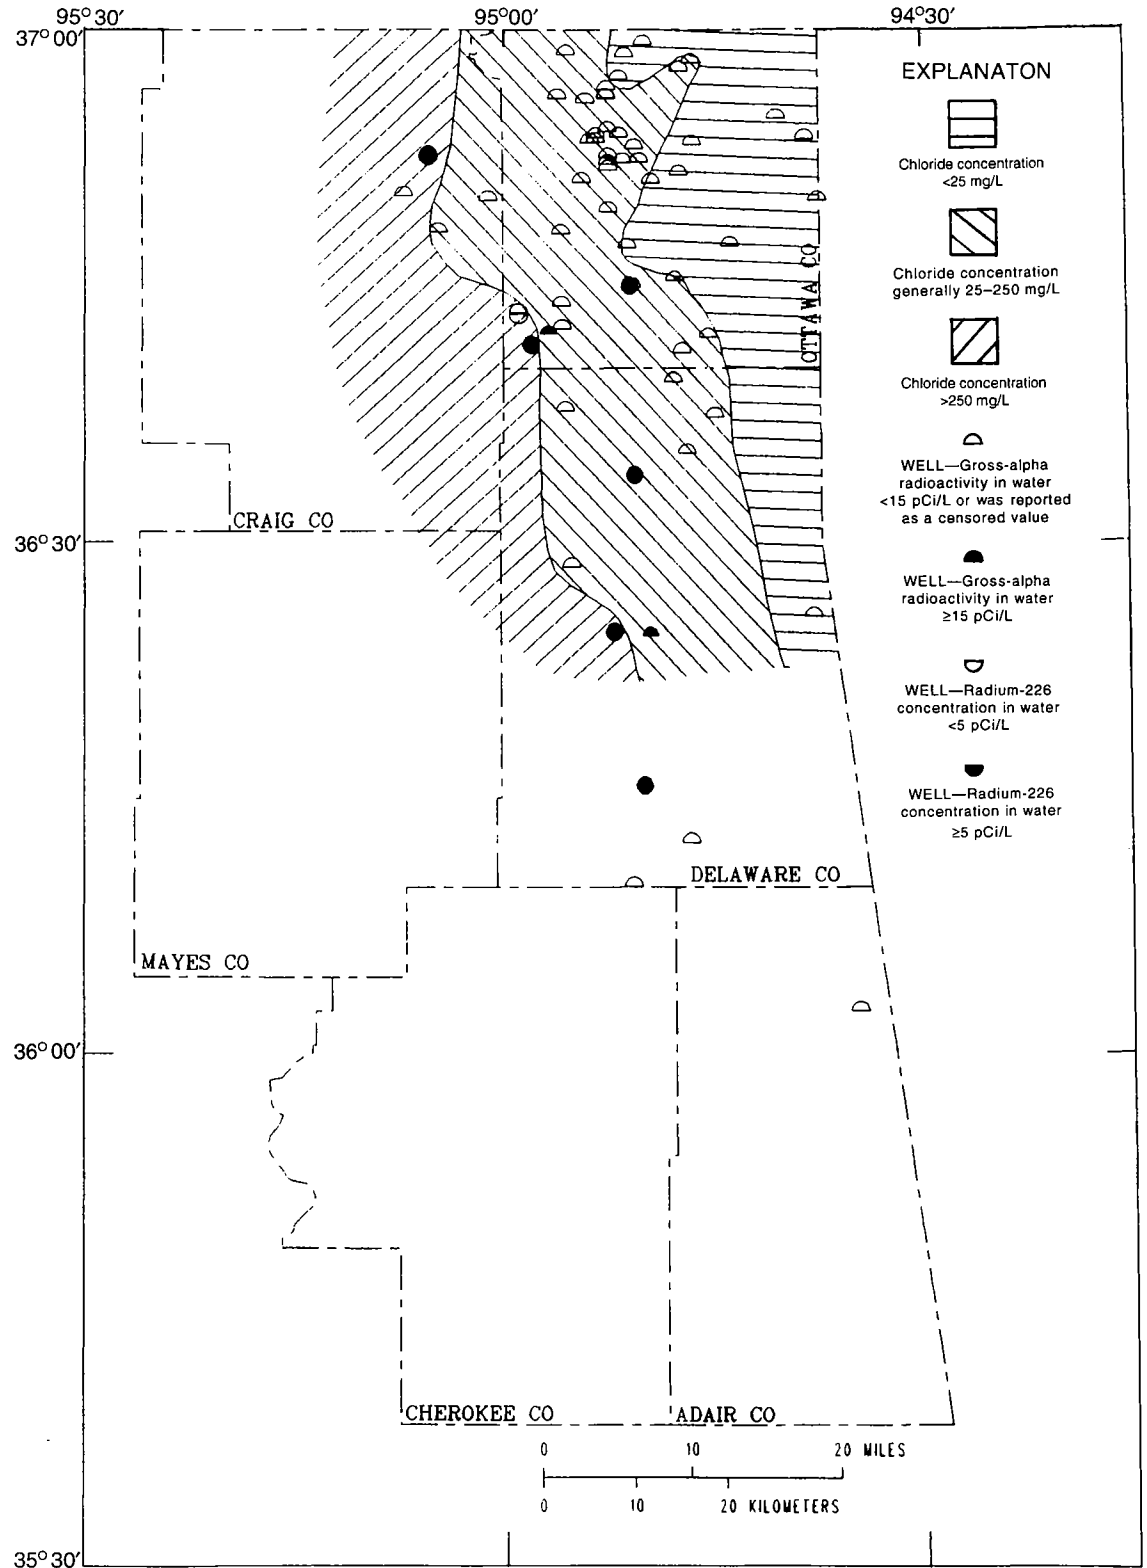 95° 30′
95° 00′
94° 30′
37° 00′
EXPLANATON
Chloride concentration
<25 mg/L
Chloride concentration
generally 25–250 mg/L
Chloride concentration
>250 mg/L
WELL—Gross-alpha
radioactivity in water
<15 pCi/L or was reported
as a censored value
WELL—Gross-alpha
radioactivity in water
≥15 pCi/L
WELL—Radium-226
concentration in water
<5 pCi/L
WELL—Radium-226
concentration in water
≥5 pCi/L
OTTAWA CO
CRAIG CO
36° 30′
DELAWARE CO
MAYES CO
36° 00′
CHEROKEE CO
ADAIR CO
0 10 20 MILES
0 10 20 KILOMETERS
35° 30′